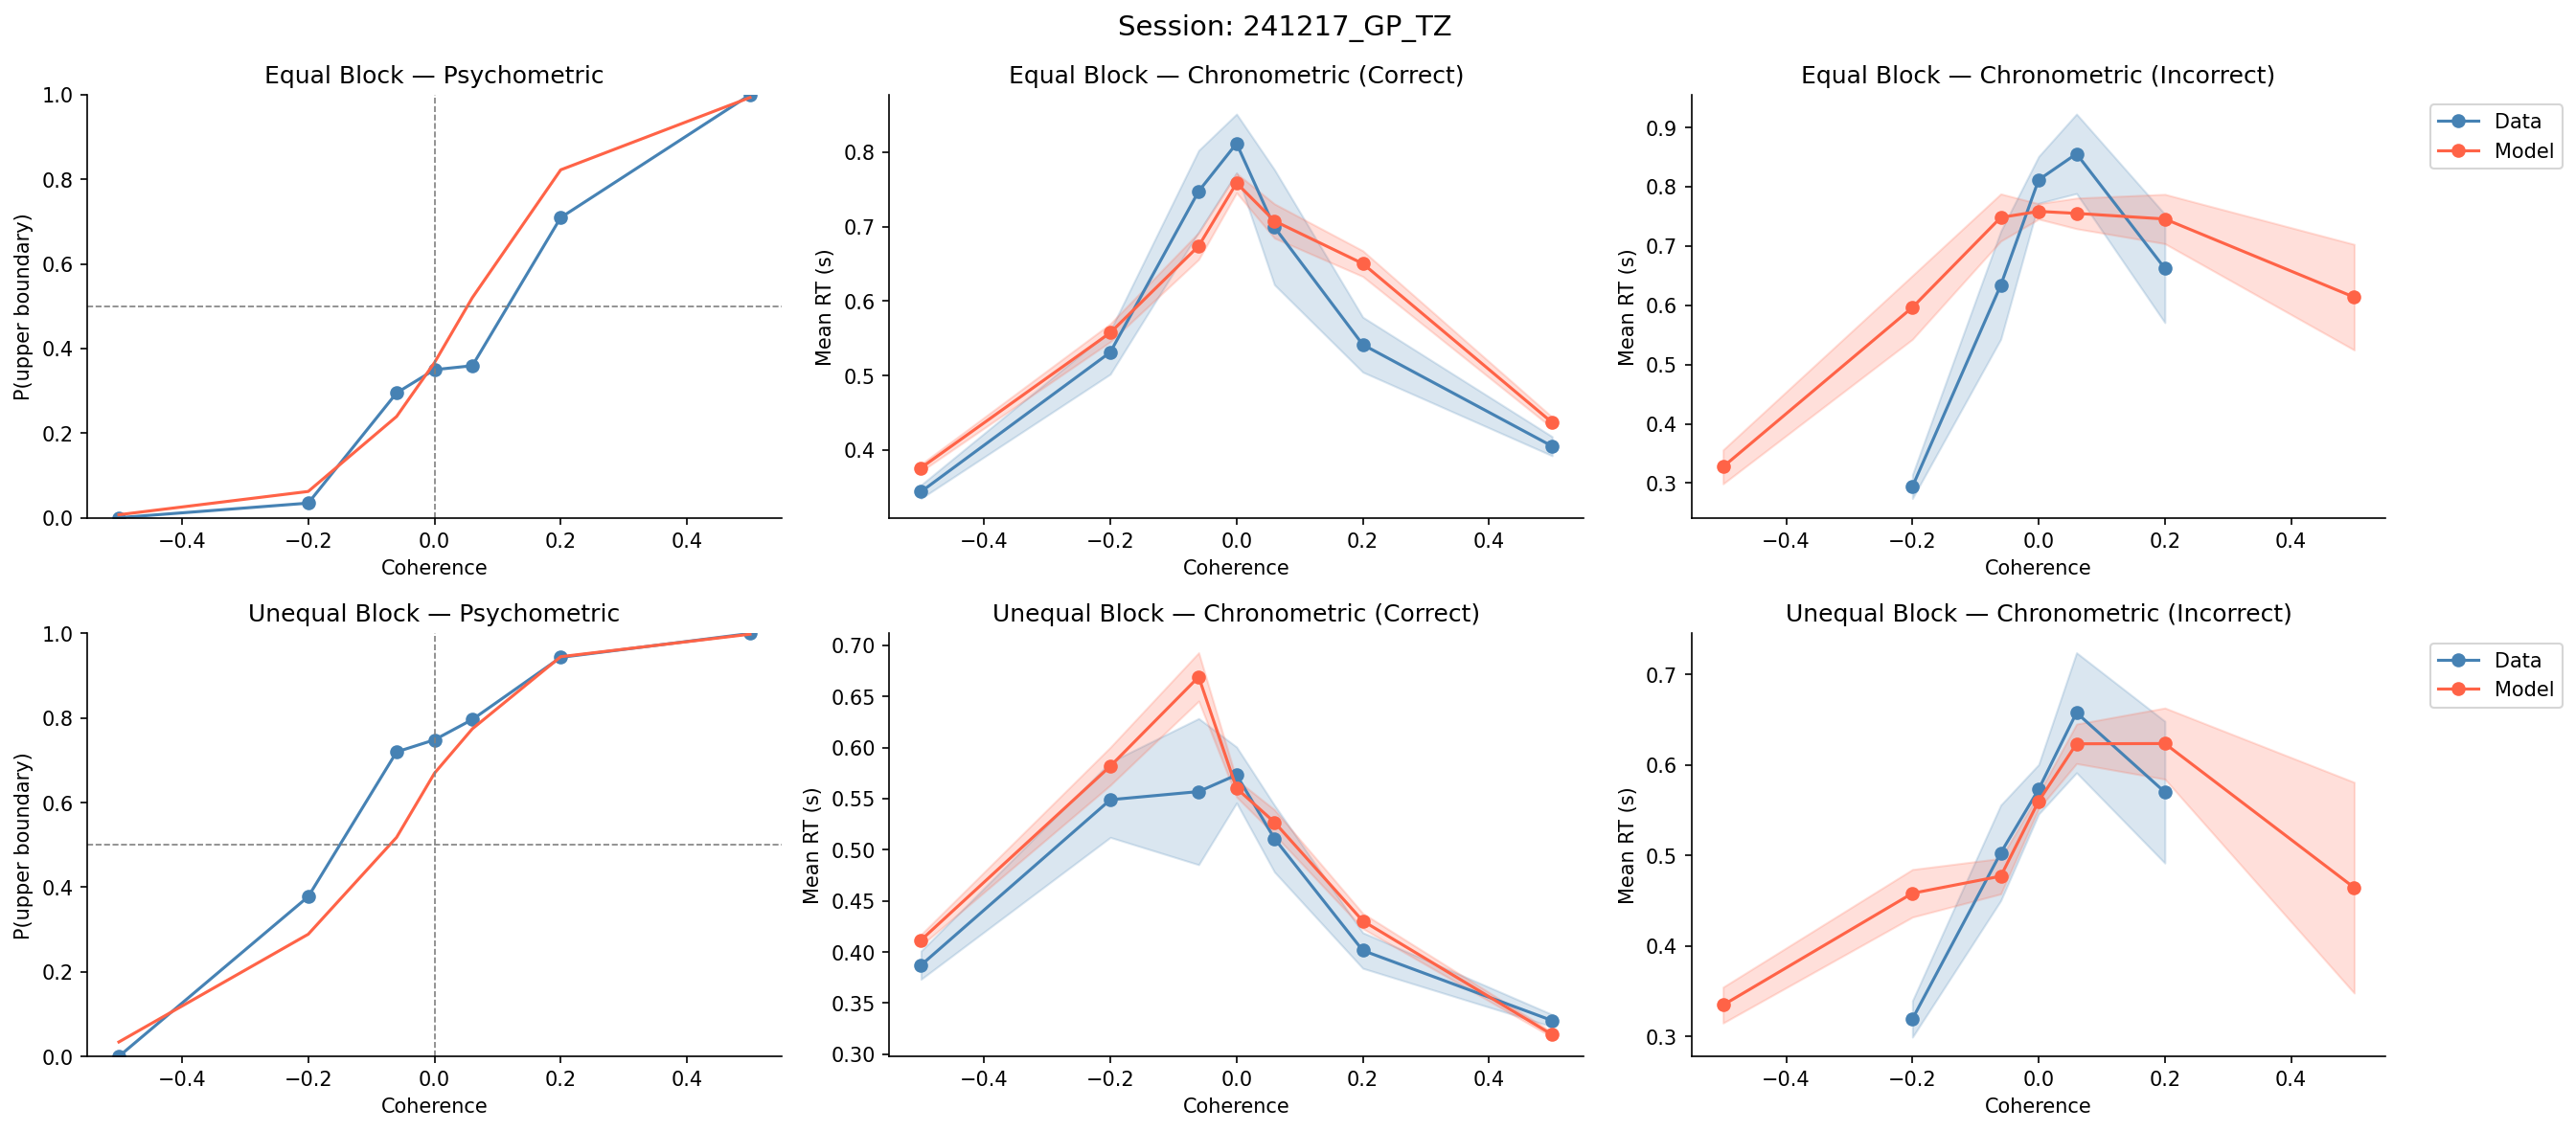 Session: 241217_GP_TZ
Equal Block — Psychometric
1.0
0.8
0.6
0.4
0.2
0.0
P(upper boundary)
−0.4 −0.2 0.0 0.2 0.4
Coherence
Equal Block — Chronometric (Correct)
0.8
0.7
0.6
0.5
0.4
Mean RT (s)
−0.4 −0.2 0.0 0.2 0.4
Coherence
Equal Block — Chronometric (Incorrect)
0.9
0.8
0.7
0.6
0.5
0.4
0.3
Mean RT (s)
−0.4 −0.2 0.0 0.2 0.4
Coherence
Data
Model
Unequal Block — Psychometric
1.0
0.8
0.6
0.4
0.2
0.0
P(upper boundary)
−0.4 −0.2 0.0 0.2 0.4
Coherence
Unequal Block — Chronometric (Correct)
0.70
0.65
0.60
0.55
0.50
0.45
0.40
0.35
0.30
Mean RT (s)
−0.4 −0.2 0.0 0.2 0.4
Coherence
Unequal Block — Chronometric (Incorrect)
0.7
0.6
0.5
0.4
0.3
Mean RT (s)
−0.4 −0.2 0.0 0.2 0.4
Coherence
Data
Model